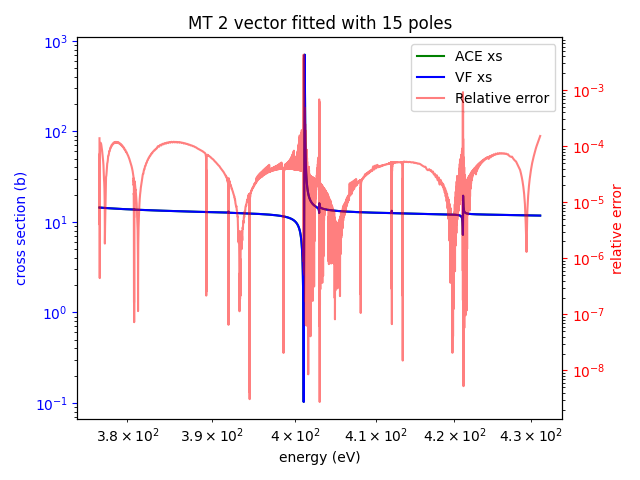 MT 2 vector fitted with 15 poles
ACE xs
VF xs
Relative error
10³
10²
10¹
10⁰
10⁻¹
cross section (b)
10⁻³
10⁻⁴
10⁻⁵
10⁻⁶
10⁻⁷
10⁻⁸
relative error
3.8 × 10² 3.9 × 10² 4 × 10² 4.1 × 10² 4.2 × 10² 4.3 × 10²
energy (eV)